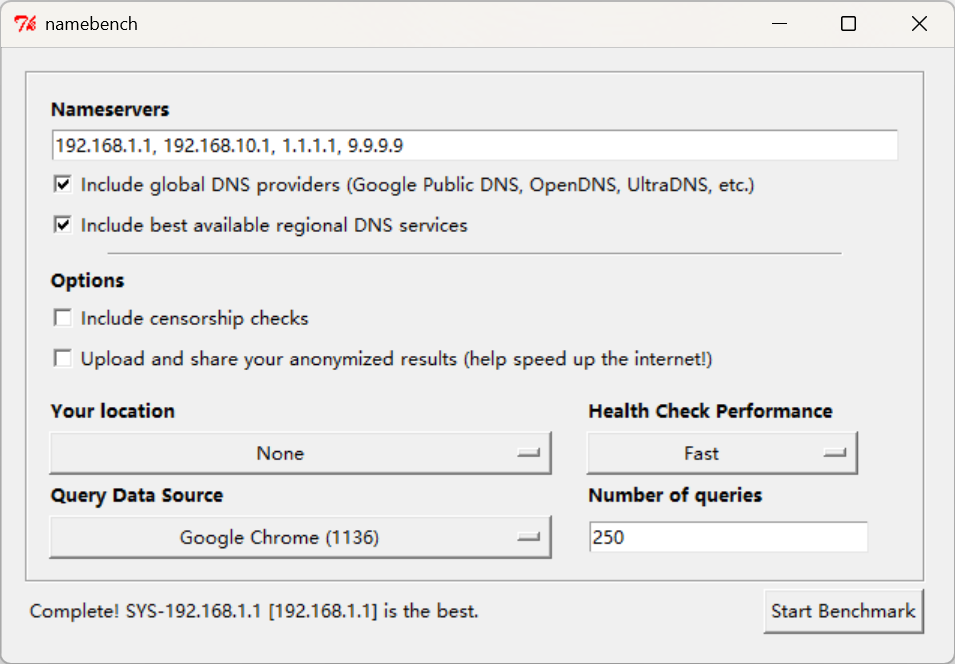 namebench
Nameservers
192.168.1.1, 192.168.10.1, 1.1.1.1, 9.9.9.9
Include global DNS providers (Google Public DNS, OpenDNS, UltraDNS, etc.)
Include best available regional DNS services
Options
Include censorship checks
Upload and share your anonymized results (help speed up the internet!)
Your location
Health Check Performance
None
Fast
Query Data Source
Number of queries
Google Chrome (1136)
250
Complete! SYS-192.168.1.1 [192.168.1.1] is the best.
Start Benchmark